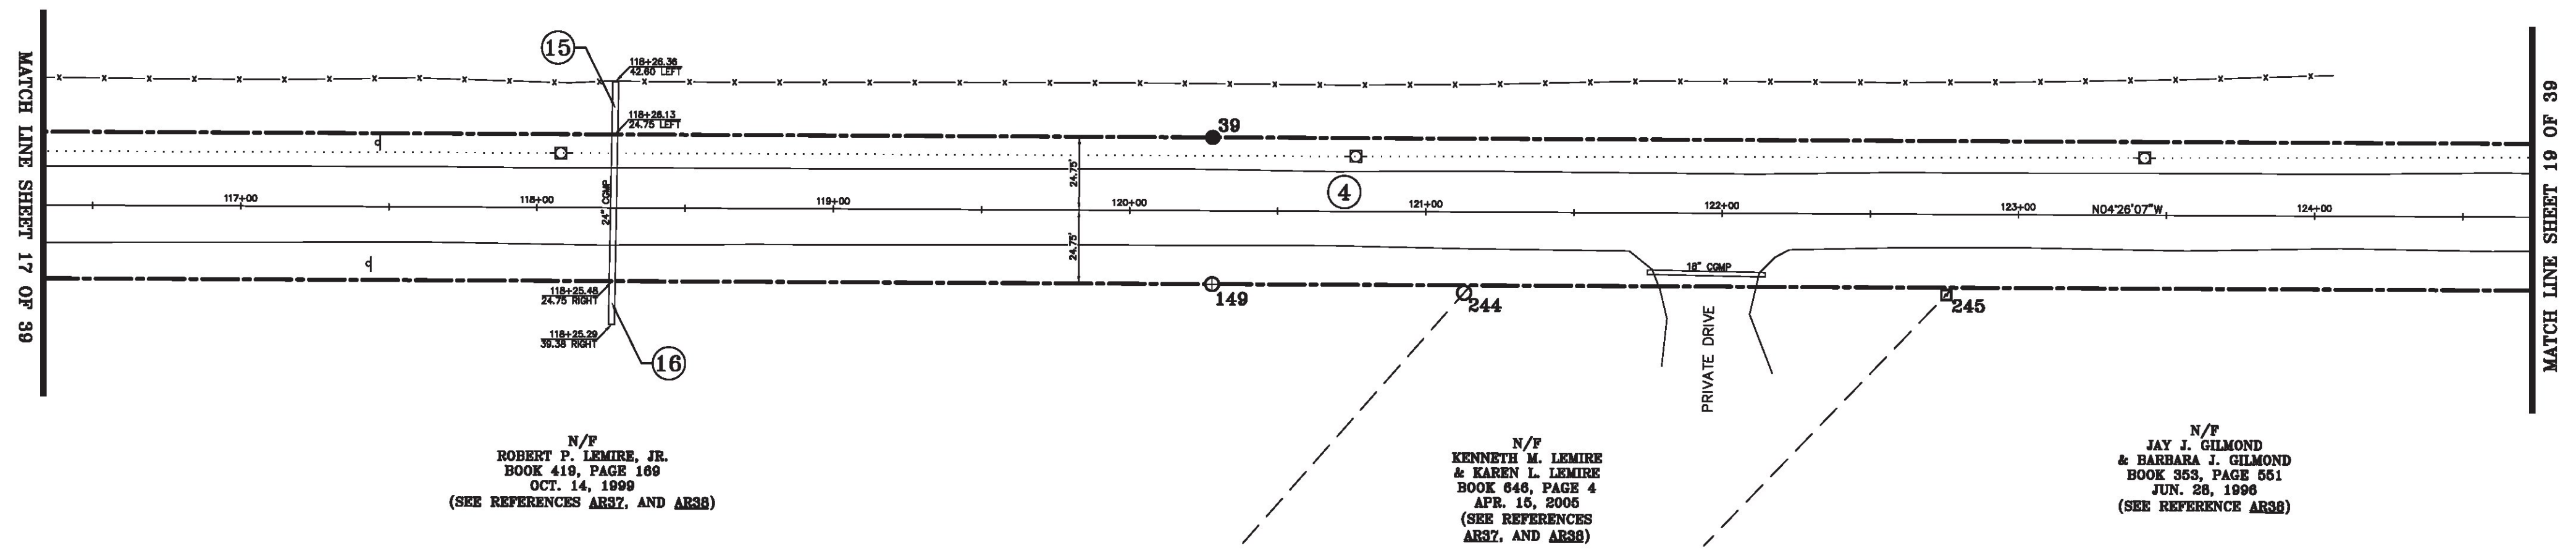 MATCH LINE SHEET 17 OF 39
15
118+26.36
42.60 LEFT
118+26.13
24.75 LEFT
39
24.75'
4
117+00
118+00
24" CGMP
119+00
120+00
121+00
122+00
123+00
N04°26'07"W
124+00
24.75'
18" CGMP
118+25.48
24.75 RIGHT
149
244
245
118+25.29
39.38 RIGHT
16
PRIVATE DRIVE
MATCH LINE SHEET 19 OF 39
N/F
ROBERT P. LEMIRE, JR.
BOOK 419, PAGE 169
OCT. 14, 1999
(SEE REFERENCES AR37, AND AR38)
N/F
KENNETH M. LEMIRE
& KAREN L. LEMIRE
BOOK 646, PAGE 4
APR. 15, 2005
(SEE REFERENCES
AR37, AND AR38)
N/F
JAY J. GILMOND
& BARBARA J. GILMOND
BOOK 353, PAGE 551
JUN. 28, 1996
(SEE REFERENCE AR38)